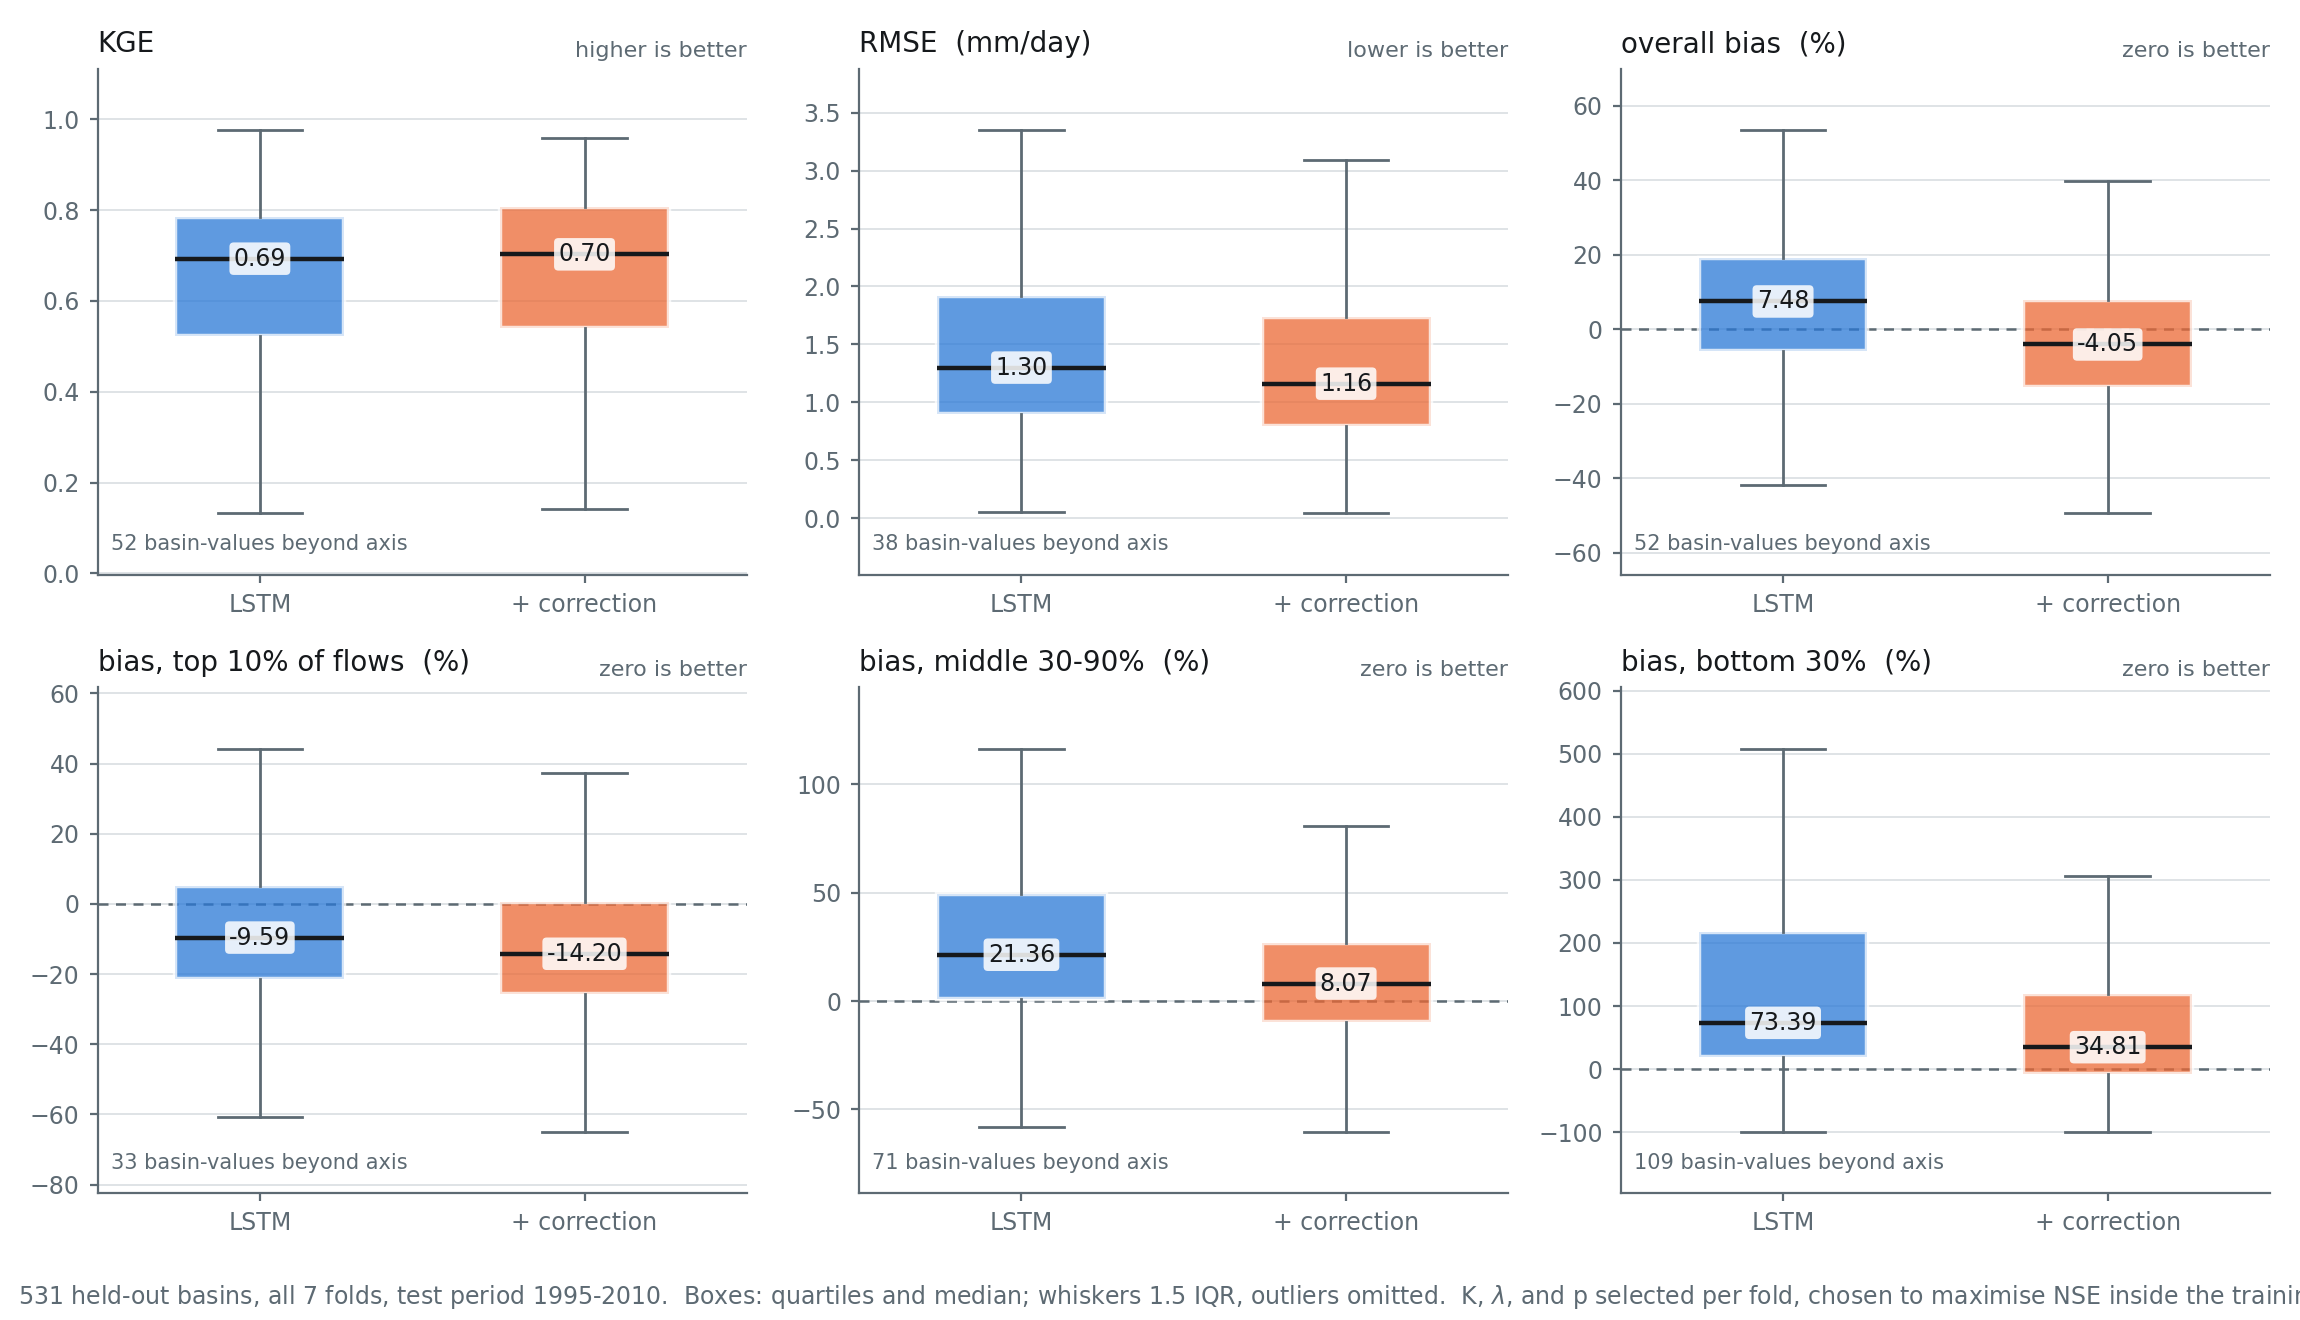 KGE
higher is better
1.0
0.8
0.6
0.4
0.2
0.0
0.69
0.70
52 basin-values beyond axis
LSTM
+ correction
RMSE (mm/day)
lower is better
3.5
3.0
2.5
2.0
1.5
1.0
0.5
0.0
1.30
1.16
38 basin-values beyond axis
LSTM
+ correction
overall bias (%)
zero is better
60
40
20
0
−20
−40
−60
7.48
-4.05
52 basin-values beyond axis
LSTM
+ correction
bias, top 10% of flows (%)
zero is better
60
40
20
0
−20
−40
−60
−80
-9.59
-14.20
33 basin-values beyond axis
LSTM
+ correction
bias, middle 30-90% (%)
zero is better
100
50
0
−50
21.36
8.07
71 basin-values beyond axis
LSTM
+ correction
bias, bottom 30% (%)
zero is better
600
500
400
300
200
100
0
−100
73.39
34.81
109 basin-values beyond axis
LSTM
+ correction
531 held-out basins, all 7 folds, test period 1995-2010. Boxes: quartiles and median; whiskers 1.5 IQR, outliers omitted. K, λ, and p selected per fold, chosen to maximise NSE inside the